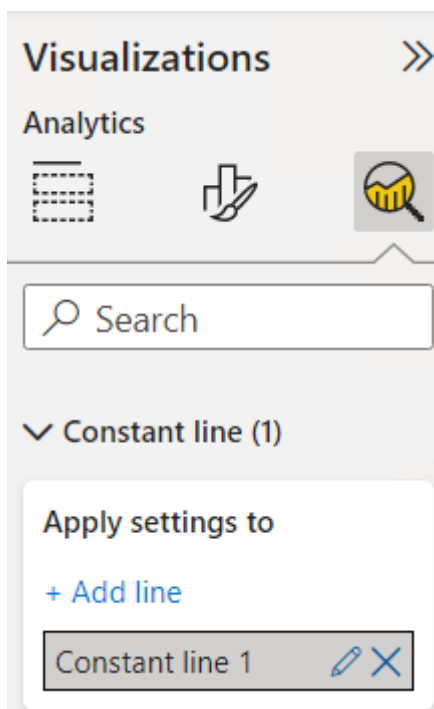 Visualizations
Analytics
Search
Constant line (1)
Apply settings to
+ Add line
Constant line 1